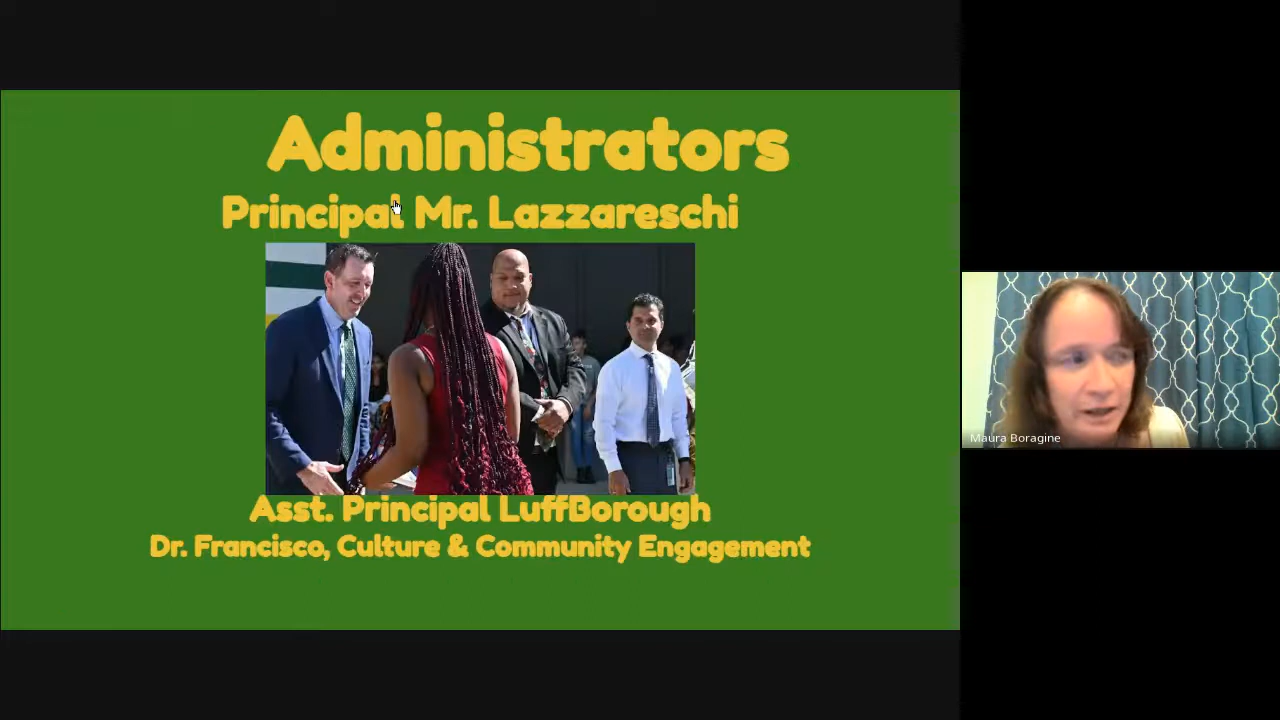 Administrators
Principal Mr. Lazzareschi
Asst. Principal LuffBorough
Dr. Francisco, Culture & Community Engagement
Maura Boragine